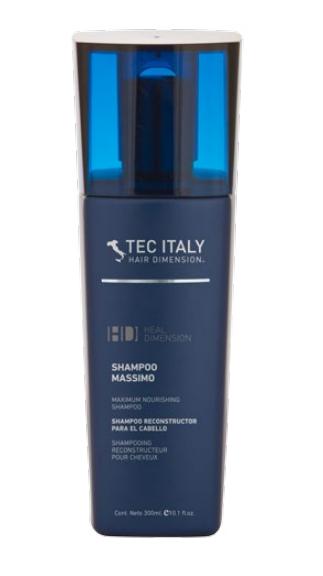 TEC ITALY
HAIR DIMENSION.
HD HEAL
DIMENSION
SHAMPOO
MASSIMO
MAXIMUM NOURISHING
SHAMPOO
SHAMPOO RECONSTRUCTOR
PARA EL CABELLO
SHAMPOOING
RECONSTRUCTEUR
POUR CHEVEUX
Cont. Neto 300ml. ℮10.1 fl.oz.